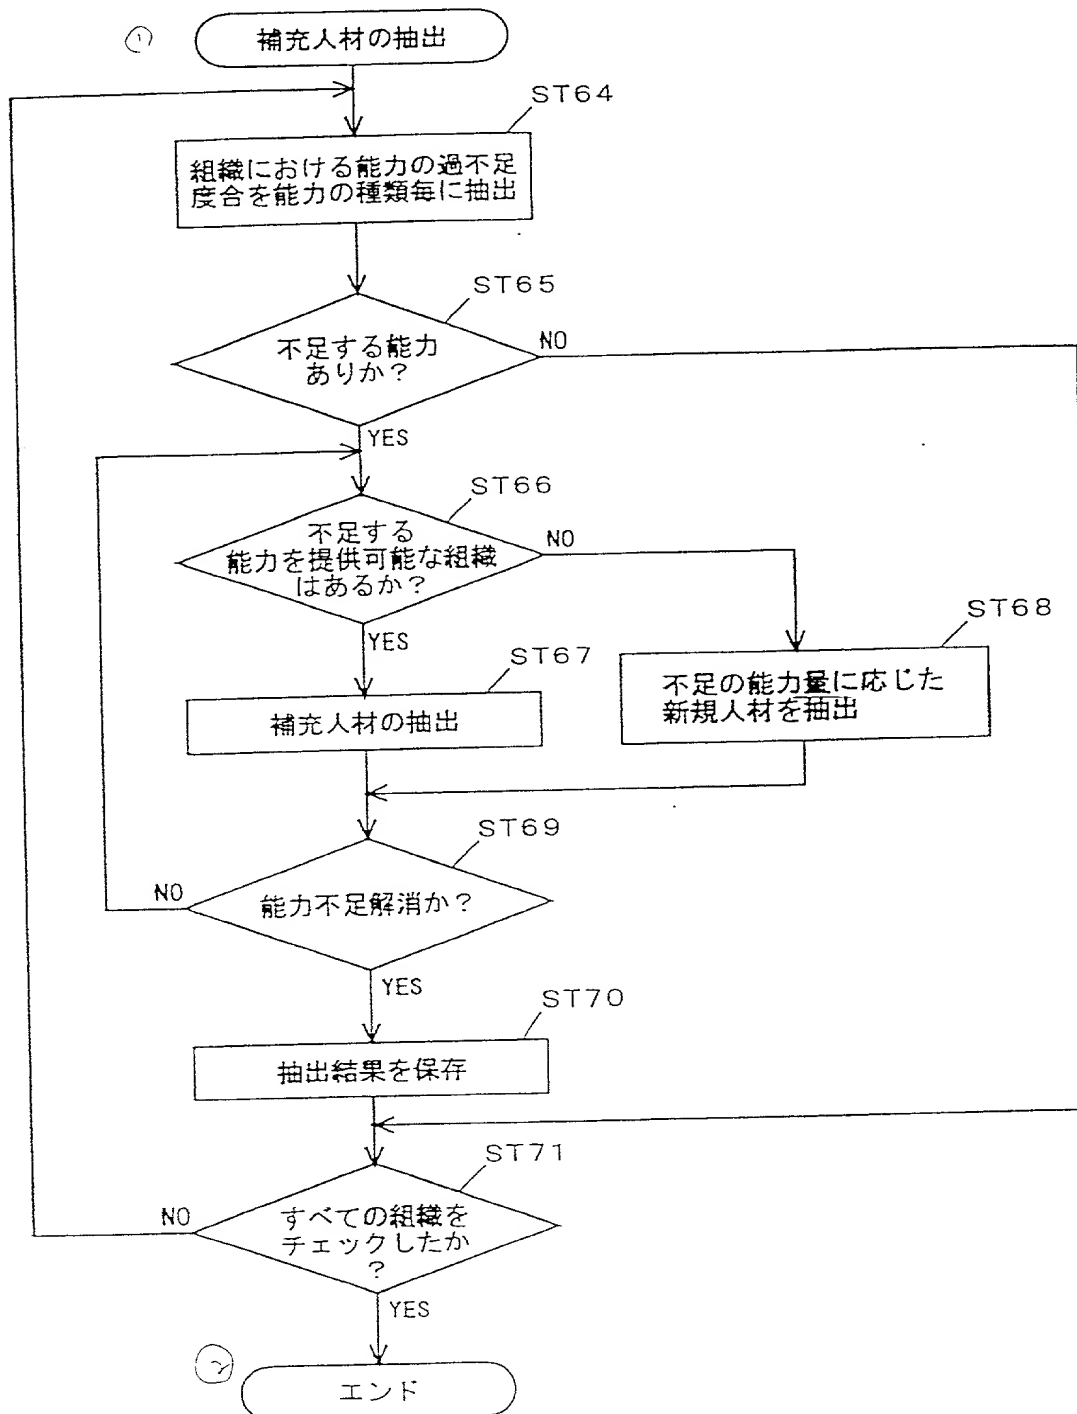 ①
補充人材の抽出
ST64
組織における能力の過不足
度合を能力の種類毎に抽出
ST65
不足する能力
ありか？
NO
YES
ST66
不足する
能力を提供可能な組織
はあるか？
NO
YES
ST67
補充人材の抽出
ST68
不足の能力量に応じた
新規人材を抽出
ST69
能力不足解消か？
NO
YES
ST70
抽出結果を保存
ST71
すべての組織を
チェックしたか
？
NO
YES
②
エンド